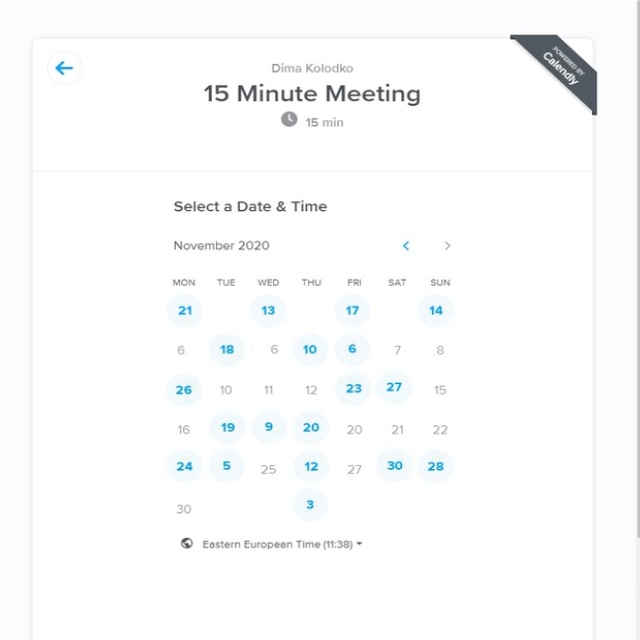 POWERED BY
Calendly
Dima Kolodko
15 Minute Meeting
15 min
Select a Date & Time
November 2020
MON TUE WED THU FRI SAT SUN
21 13 17 14
6 18 6 10 6 7 8
26 10 11 12 23 27 15
16 19 9 20 20 21 22
24 5 25 12 27 30 28
30 3
Eastern European Time (11:38)